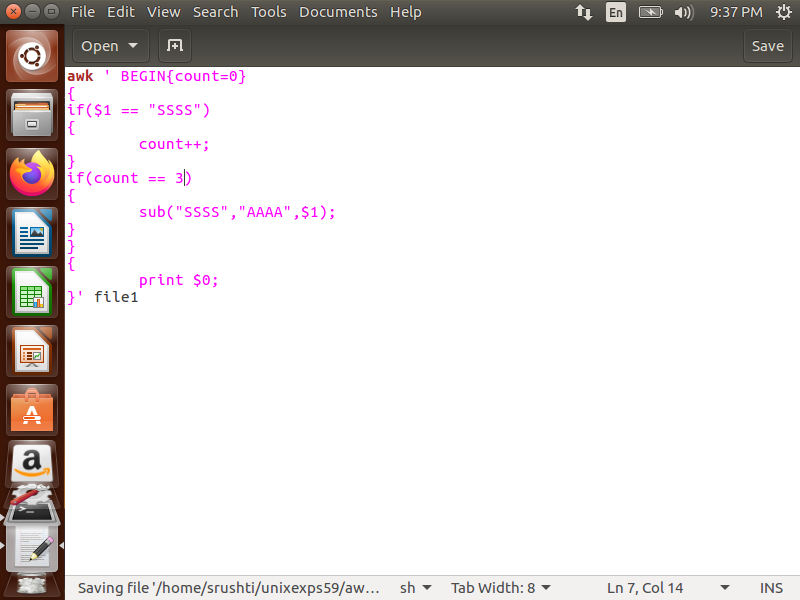 File Edit View Search Tools Documents Help En 9:37 PM
Open Save
awk ' BEGIN{count=0}
{
if($1 == "SSSS")
{
        count++;
}
if(count == 3)
{
        sub("SSSS","AAAA",$1);
}
}
{
        print $0;
}' file1
Saving file '/home/srushti/unixexps59/aw… sh Tab Width: 8 Ln 7, Col 14 INS